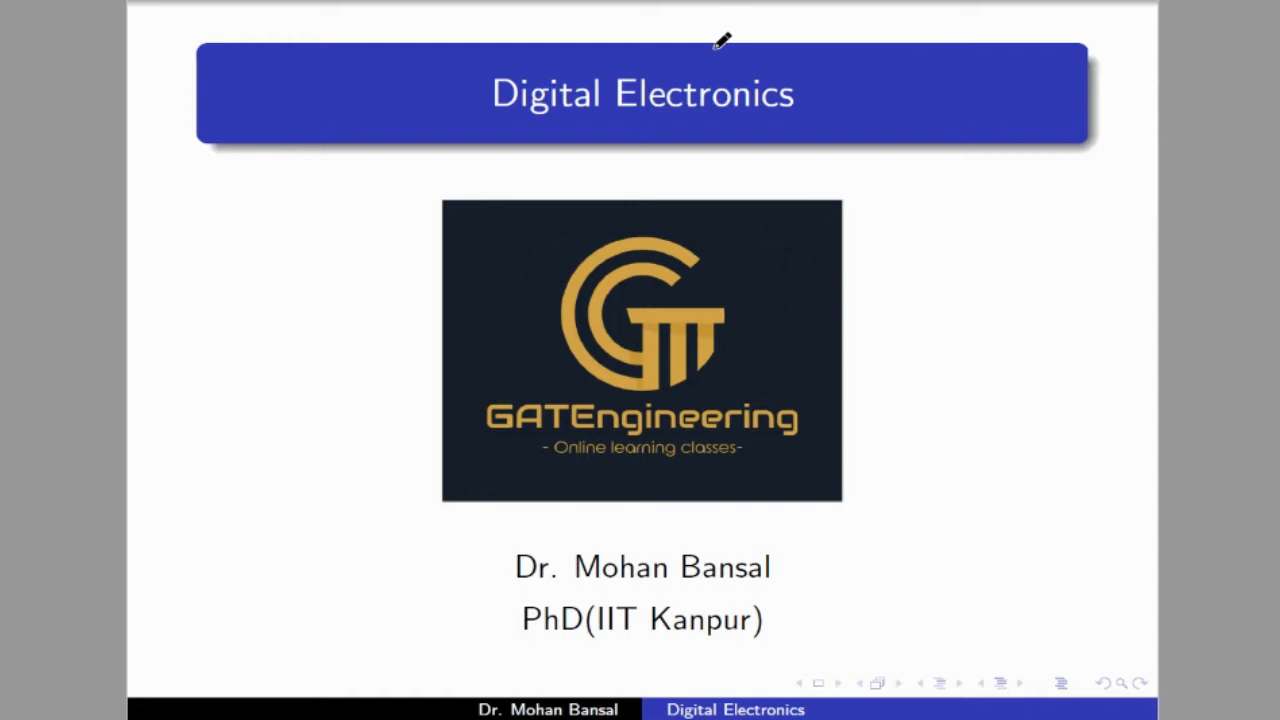 Digital Electronics
GATEngineering
- Online learning classes-
Dr. Mohan Bansal
PhD(IIT Kanpur)
Dr. Mohan Bansal Digital Electronics